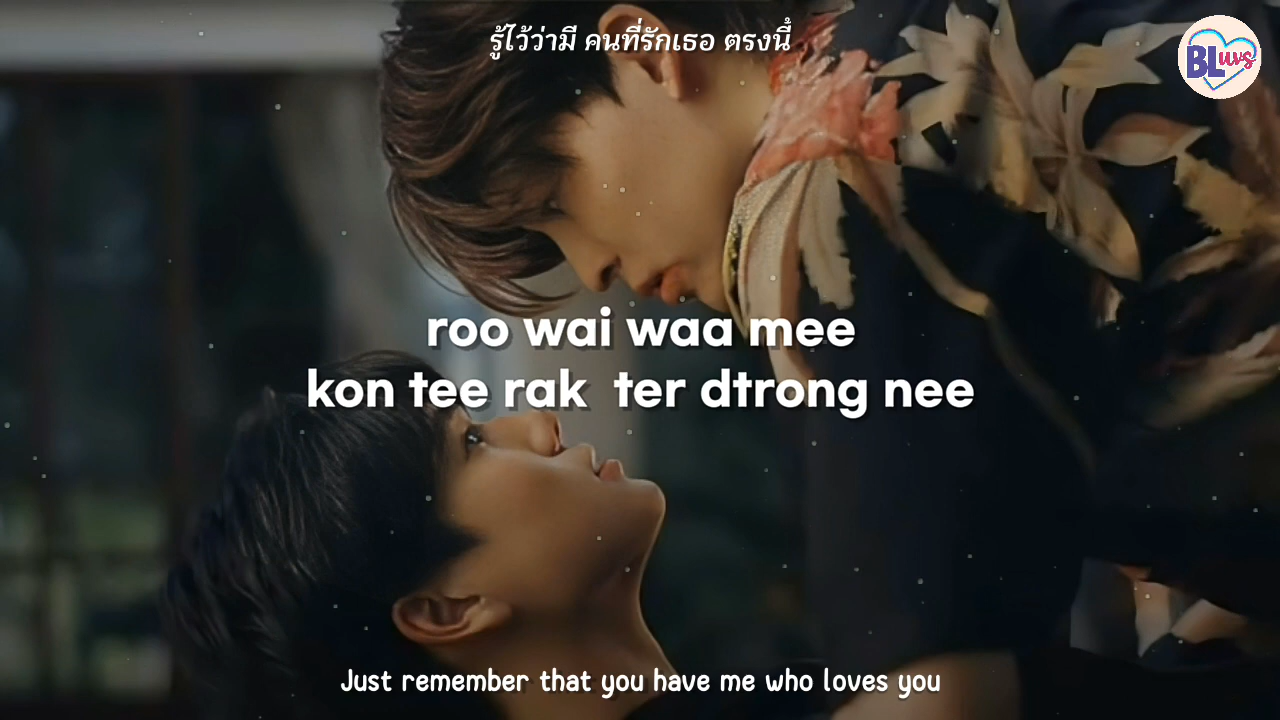 รู้ไว้ว่ามี คนที่รักเธอ ตรงนี้
BLuvs
roo wai waa mee
kon tee rak ter dtrong nee
Just remember that you have me who loves you